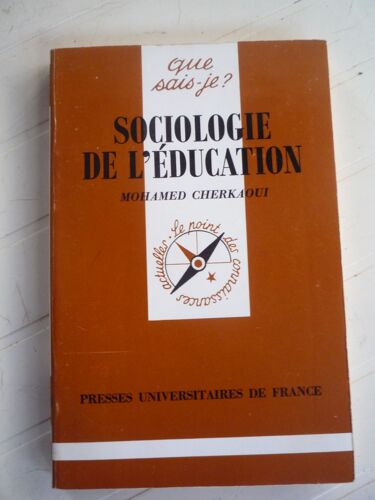 que
sais-je?
SOCIOLOGIE
DE L'ÉDUCATION
MOHAMED CHERKAOUI
Le point des connaissances actuelles
PRESSES UNIVERSITAIRES DE FRANCE